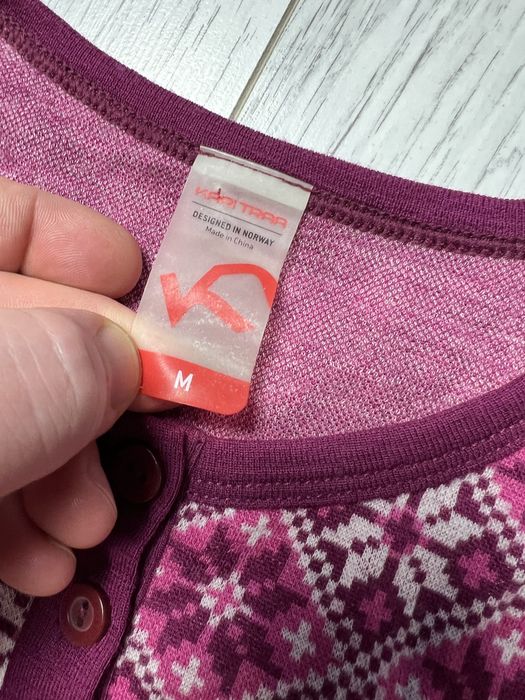 KARI TRAA
DESIGNED IN NORWAY
Made in China
M